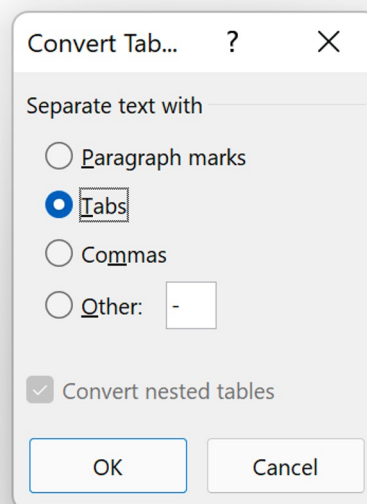 Convert Tab... ?
Separate text with
Paragraph marks
Tabs
Commas
Other: -
Convert nested tables
OK Cancel